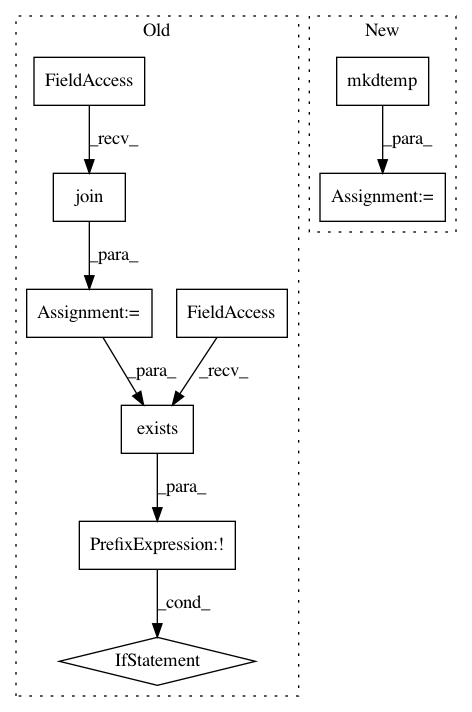 Old
New
FieldAccess
mkdtemp
_recv_
_para_
join
Assignment:=
_para_
Assignment:=
FieldAccess
_para_
_recv_
exists
_para_
PrefixExpression:!
_cond_
IfStatement